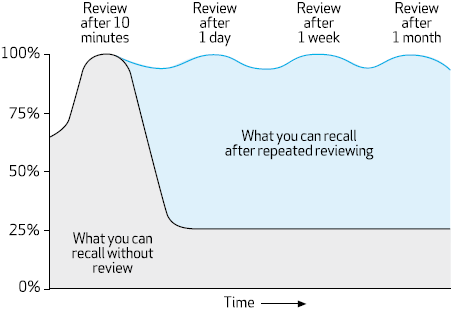 Review
after 10
minutes
Review
after
1 day
Review
after
1 week
Review
after
1 month
100%
75%
50%
25%
0%
What you can recall
after repeated reviewing
What you can
recall without
review
Time